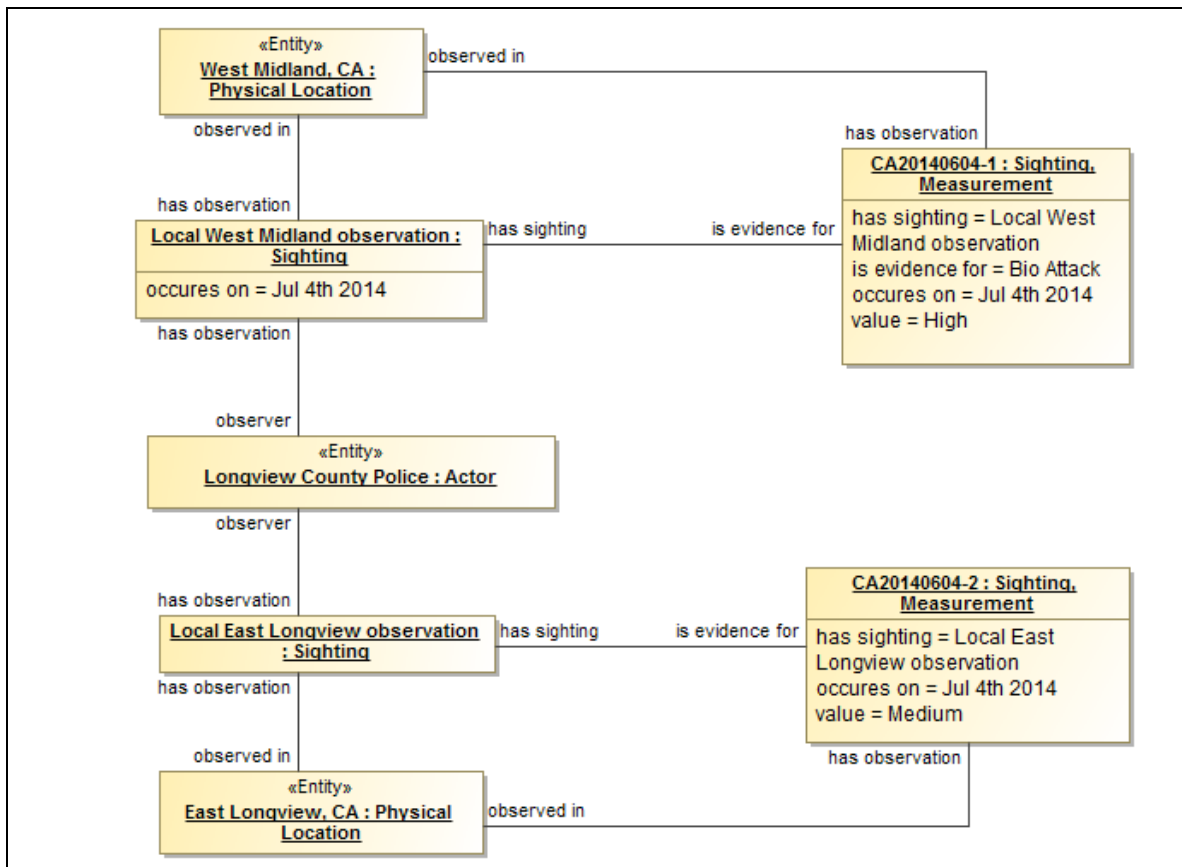 «Entity»
West Midland, CA :
Physical Location
observed in
observed in
has observation
CA20140604-1 : Sighting,
Measurement
has sighting = Local West
Midland observation
is evidence for = Bio Attack
occures on = Jul 4th 2014
value = High
has observation
Local West Midland observation :
Sighting
occures on = Jul 4th 2014
has sighting
is evidence for
has observation
observer
«Entity»
Longview County Police : Actor
observer
has observation
Local East Longview observation
: Sighting
has sighting
is evidence for
CA20140604-2 : Sighting,
Measurement
has sighting = Local East
Longview observation
occures on = Jul 4th 2014
value = Medium
has observation
has observation
observed in
«Entity»
East Longview, CA : Physical
Location
observed in